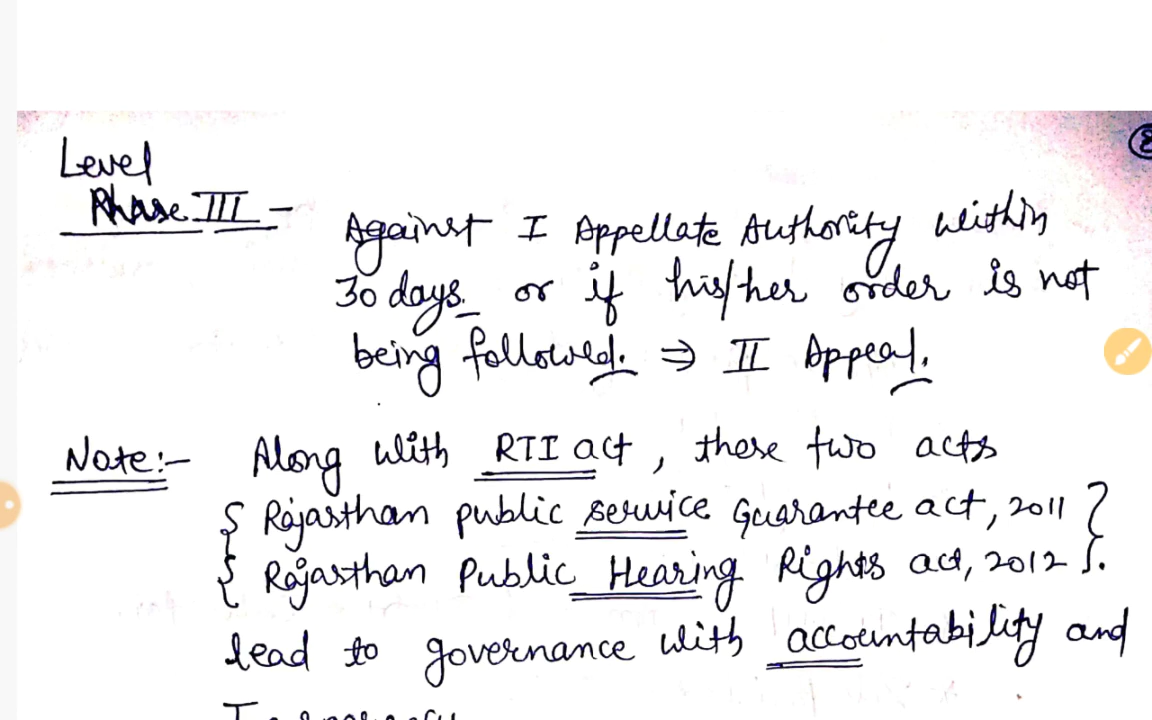 Level
Phase III -
Against I Appellate Authority within
30 days. or if his/her order is not
being followed. ⇒ II Appeal.
Note:- Along with RTI act, these two acts
{ Rajasthan public service Guarantee act, 2011 }
{ Rajasthan Public Hearing Rights act, 2012 }.
lead to governance with accountability and